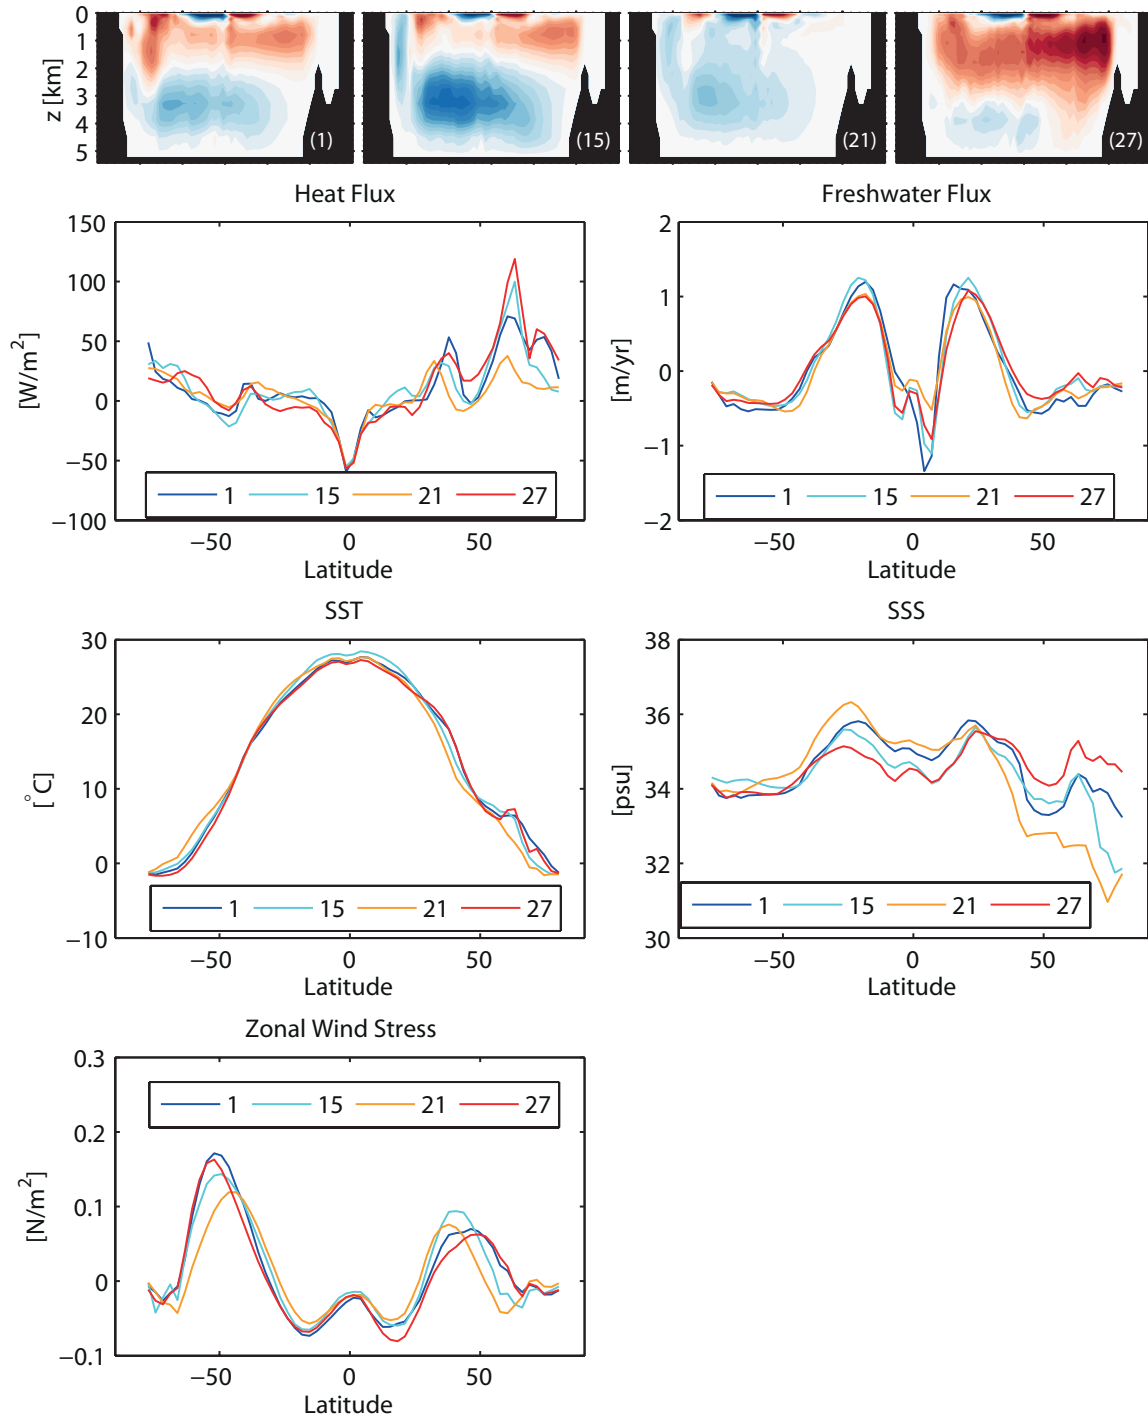 z [km]
0
1
2
3
4
5
(1)
(15)
(21)
(27)
Heat Flux
[W/m²]
150
100
50
0
−50
−100
1 15 21 27
−50 0 50
Latitude
Freshwater Flux
[m/yr]
2
1
0
−1
−2
1 15 21 27
−50 0 50
Latitude
SST
[°C]
30
20
10
0
−10
1 15 21 27
−50 0 50
Latitude
SSS
[psu]
38
36
34
32
30
1 15 21 27
−50 0 50
Latitude
Zonal Wind Stress
[N/m²]
0.3
0.2
0.1
0
−0.1
1 15 21 27
−50 0 50
Latitude